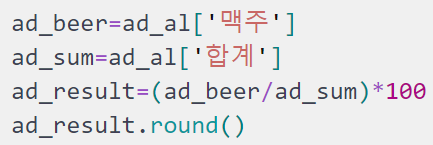 ad_beer=ad_al['맥주']
ad_sum=ad_al['합계']
ad_result=(ad_beer/ad_sum)*100
ad_result.round()